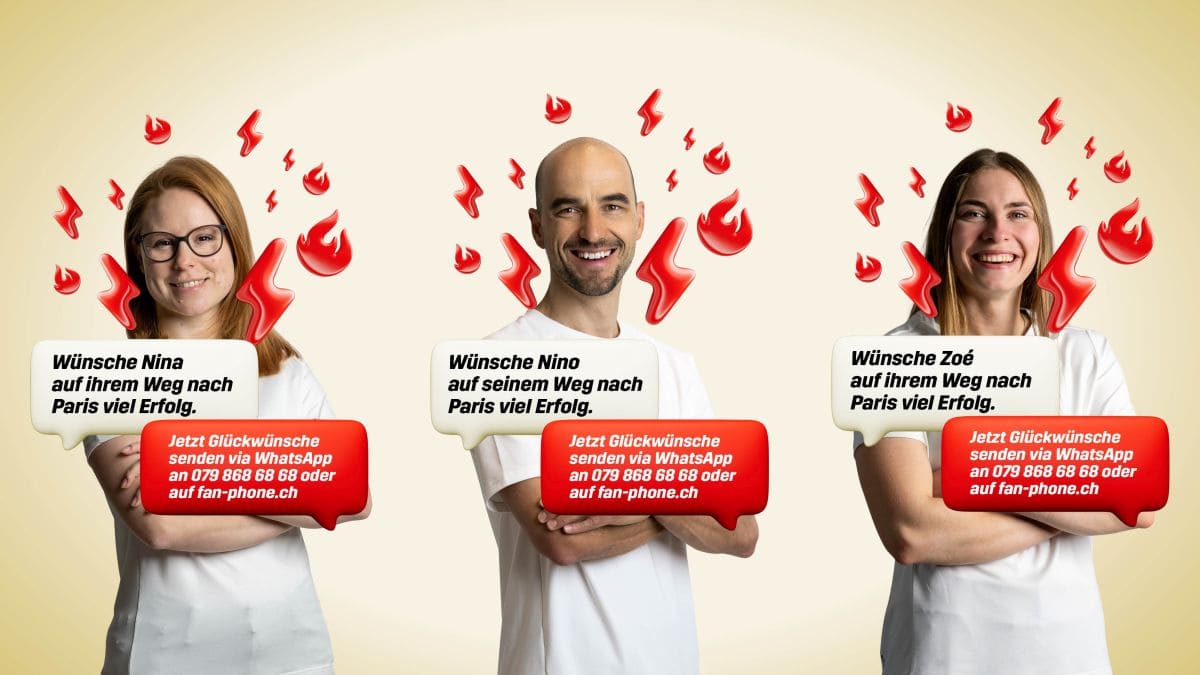 Wünsche Nina
auf ihrem Weg nach
Paris viel Erfolg.
Jetzt Glückwünsche
senden via WhatsApp
an 079 868 68 68 oder
auf fan-phone.ch
Wünsche Nino
auf seinem Weg nach
Paris viel Erfolg.
Jetzt Glückwünsche
senden via WhatsApp
an 079 868 68 68 oder
auf fan-phone.ch
Wünsche Zoé
auf ihrem Weg nach
Paris viel Erfolg.
Jetzt Glückwünsche
senden via WhatsApp
an 079 868 68 68 oder
auf fan-phone.ch